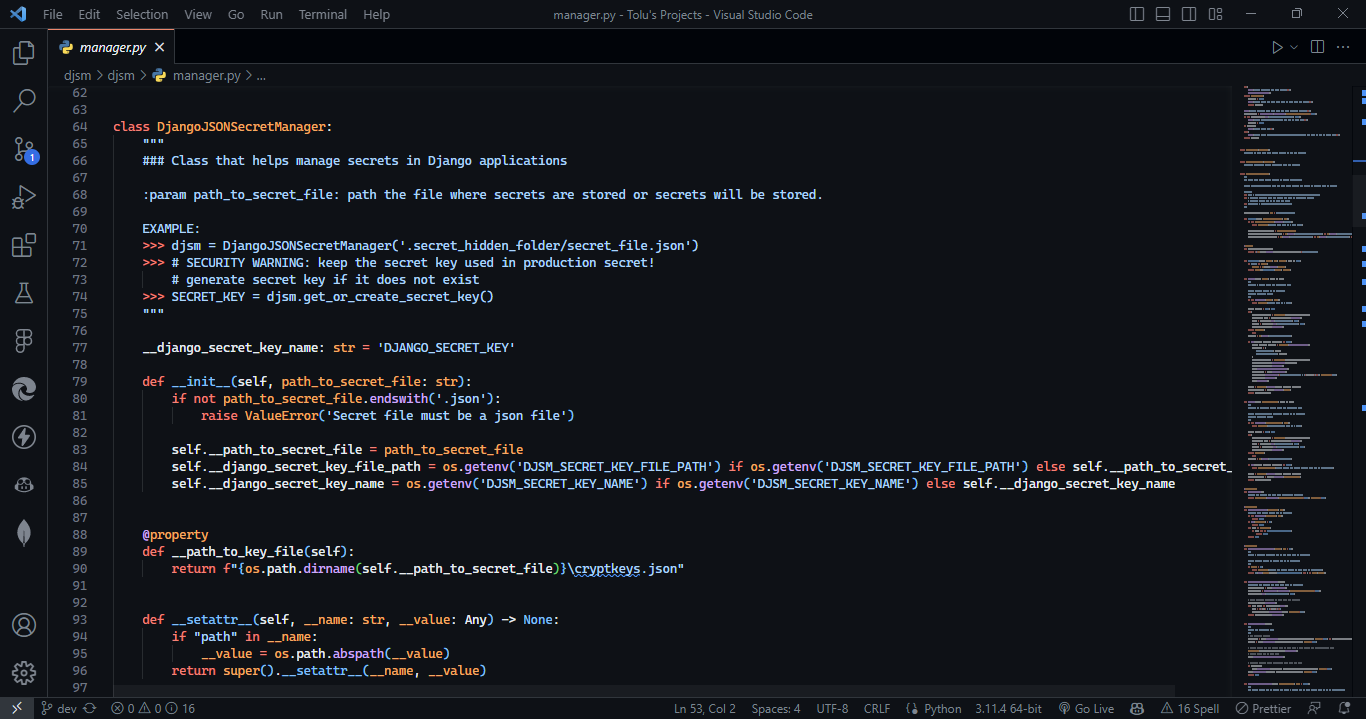 File Edit Selection View Go Run Terminal Help manager.py - Tolu's Projects - Visual Studio Code
manager.py
djsm > djsm > manager.py > ...
62
63
64 class DjangoJSONSecretManager:
65 """
66 ### Class that helps manage secrets in Django applications
67
68 :param path_to_secret_file: path the file where secrets are stored or secrets will be stored.
69
70 EXAMPLE:
71 >>> djsm = DjangoJSONSecretManager('.secret_hidden_folder/secret_file.json')
72 >>> # SECURITY WARNING: keep the secret key used in production secret!
73 # generate secret key if it does not exist
74 >>> SECRET_KEY = djsm.get_or_create_secret_key()
75 """
76
77 __django_secret_key_name: str = 'DJANGO_SECRET_KEY'
78
79 def __init__(self, path_to_secret_file: str):
80 if not path_to_secret_file.endswith('.json'):
81 raise ValueError('Secret file must be a json file')
82
83 self.__path_to_secret_file = path_to_secret_file
84 self.__django_secret_key_file_path = os.getenv('DJSM_SECRET_KEY_FILE_PATH') if os.getenv('DJSM_SECRET_KEY_FILE_PATH') else self.__path_to_secret_
85 self.__django_secret_key_name = os.getenv('DJSM_SECRET_KEY_NAME') if os.getenv('DJSM_SECRET_KEY_NAME') else self.__django_secret_key_name
86
87
88 @property
89 def __path_to_key_file(self):
90 return f"{os.path.dirname(self.__path_to_secret_file)}\cryptkeys.json"
91
92
93 def __setattr__(self, __name: str, __value: Any) -> None:
94 if "path" in __name:
95 __value = os.path.abspath(__value)
96 return super().__setattr__(__name, __value)
97
1
dev 0 0 16 Ln 53, Col 2 Spaces: 4 UTF-8 CRLF Python 3.11.4 64-bit Go Live 16 Spell Prettier